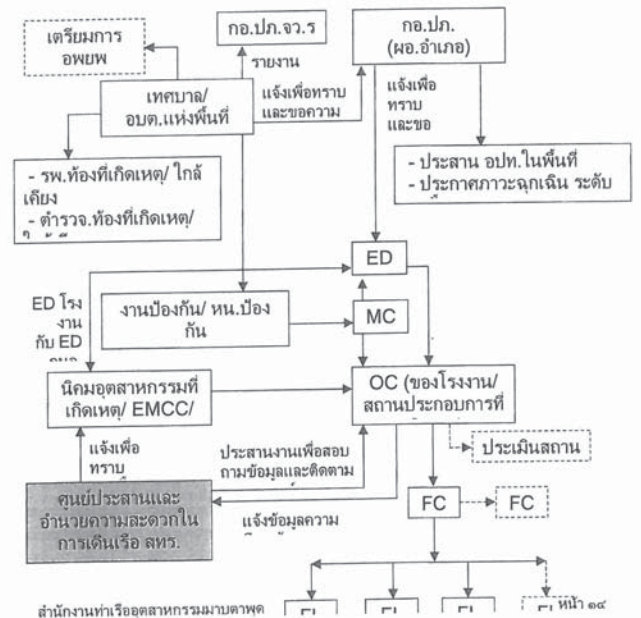 เตรียมการ
อพยพ
กอ.ปภ.จว.ร
กอ.ปภ.
(ผอ.อำเภอ)
รายงาน
เทศบาล/
อบต.แห่งพื้นที่
แจ้งเพื่อทราบ
และขอความ
แจ้งเพื่อ
ทราบ
และขอ
- รพ.ท้องที่เกิดเหตุ/ ใกล้
เคียง
- ตำรวจ.ท้องที่เกิดเหตุ/
- ประสาน อปท.ในพื้นที่
- ประกาศภาวะฉุกเฉิน ระดับ
ED
ED โรง
งาน
กับ ED
งานป้องกัน/ หน.ป้อง
กัน
MC
นิคมอุตสาหกรรมที่
เกิดเหตุ/ EMCC/
OC (ของโรงงาน/
สถานประกอบการที่
แจ้งเพื่อ
ทราบ
ประสานงานเพื่อสอบ
ถามข้อมูลและติดตาม
ประเมินสถาน
ศูนย์ประสานและ
อำนวยความสะดวกใน
การเดินเรือ สทร.
แจ้งข้อมูลความ
FC
FC
สำนักงานท่าเรืออุตสาหกรรมมาบตาพุด
หน้า ๑๔